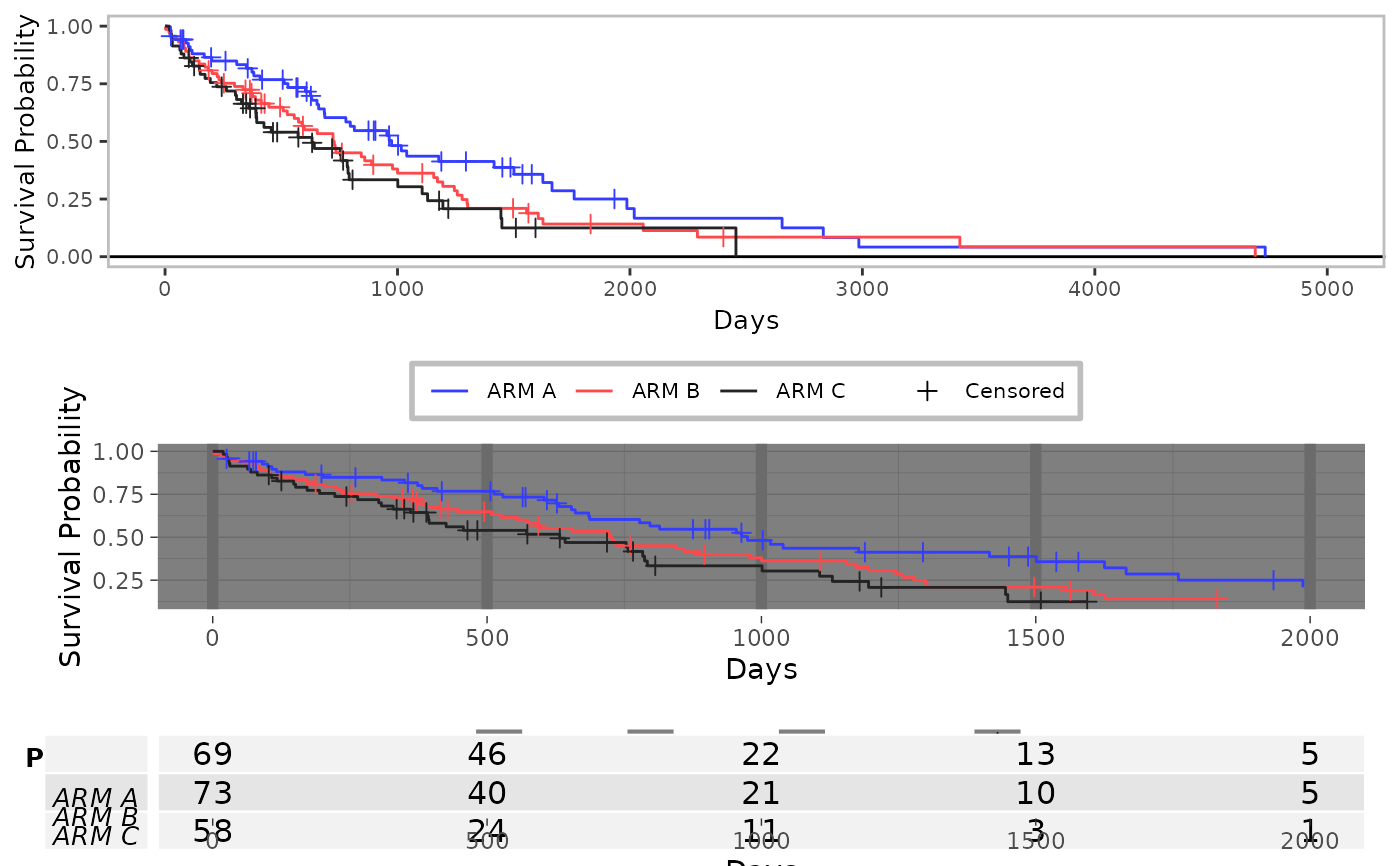 Survival Probability
1.00
0.75
0.50
0.25
0.00
0 1000 2000 3000 4000 5000
Days
ARM A ARM B ARM C Censored
Survival Probability
1.00
0.75
0.50
0.25
0 500 1000 1500 2000
Days
P 69 46 22 13 5
ARM A 73 40 21 10 5
ARM B
ARM C 58 24 11 3 1
0 500 1000 1500 2000
Days